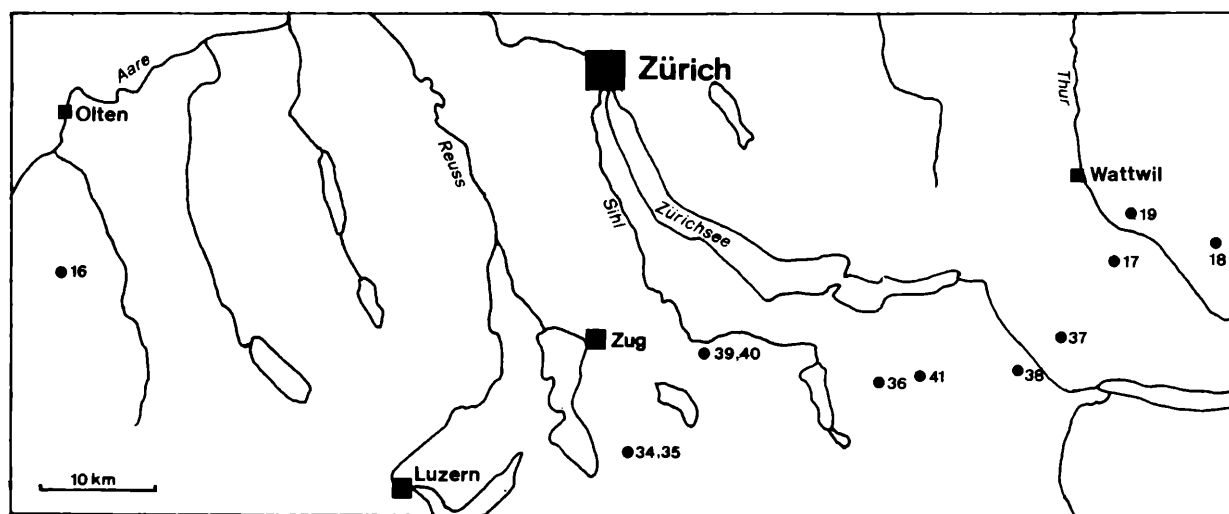 Aare
Olten
Zürich
Thur
Reuss
Wattwil
Sihl
Zürichsee
19
17
18
16
Zug
39,40
37
36
41
38
34,35
Luzern
10 km